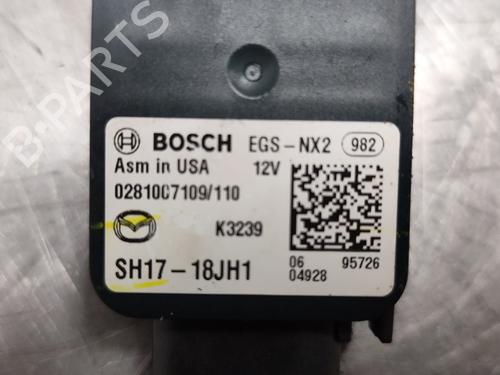 B-PARTS
BOSCH EGS-NX2 982
Asm in USA 12V
0281007109/110
K3239
SH17-18JH1
06 95726
04928